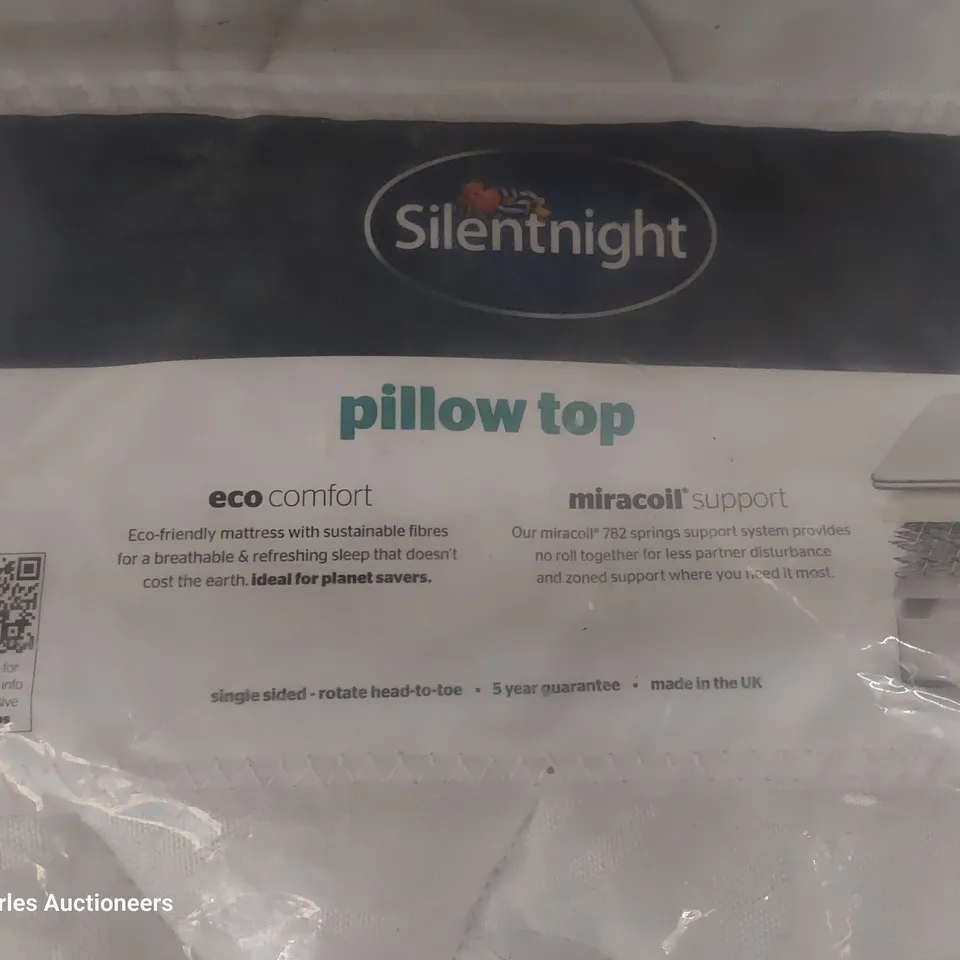 Silentnight
pillow top
eco comfort
Eco-friendly mattress with sustainable fibres
for a breathable & refreshing sleep that doesn't
cost the earth. ideal for planet savers.
miracoil® support
Our miracoil® 782 springs support system provides
no roll together for less partner disturbance
and zoned support where you need it most.
for
info
single sided - rotate head-to-toe • 5 year guarantee • made in the UK
rles Auctioneers